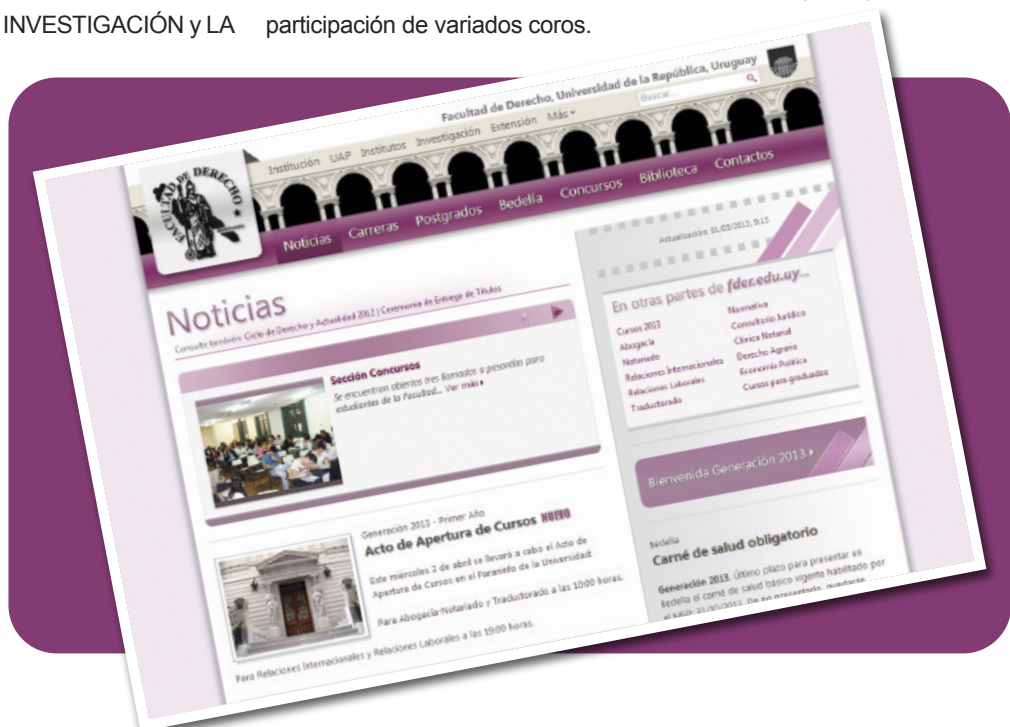 INVESTIGACIÓN y LA
participación de variados coros.
Facultad de Derecho, Universidad de la República, Uruguay
Buscar...
Institución UAP Institutos Investigación Extensión Más
FACULTAD DE DERECHO
Noticias Carreras Postgrados Bedelía Concursos Biblioteca Contactos
Noticias
Consulte también: Ciclo de Derecho y Actualidad 2012 | Ceremonia de Entrega de Títulos
Sección Concursos
Se encuentran abiertos tres llamados a pasantías para
estudiantes de la Facultad... Ver más
Generación 2013 - Primer Año
Acto de Apertura de Cursos NUEVO
Este miércoles 3 de abril se llevará a cabo el Acto de
Apertura de Cursos en el Paraninfo de la Universidad:
Para Abogacía-Notariado y Traductorado a las 10:00 horas.
Para Relaciones Internacionales y Relaciones Laborales a las 19:00 horas.
Actualización: 01/03/2013, 9:15
En otras partes de fder.edu.uy...
Cursos 2013
Abogacía
Notariado
Relaciones Internacionales
Relaciones Laborales
Traductorado
Normativa
Consultorio Jurídico
Clínica Notarial
Derecho Agrario
Economía Política
Cursos para graduados
Bienvenida Generación 2013
Bedelía
Carné de salud obligatorio
Generación 2013. Último plazo para presentar en
Bedelía el carné de salud básico vigente habilitado por